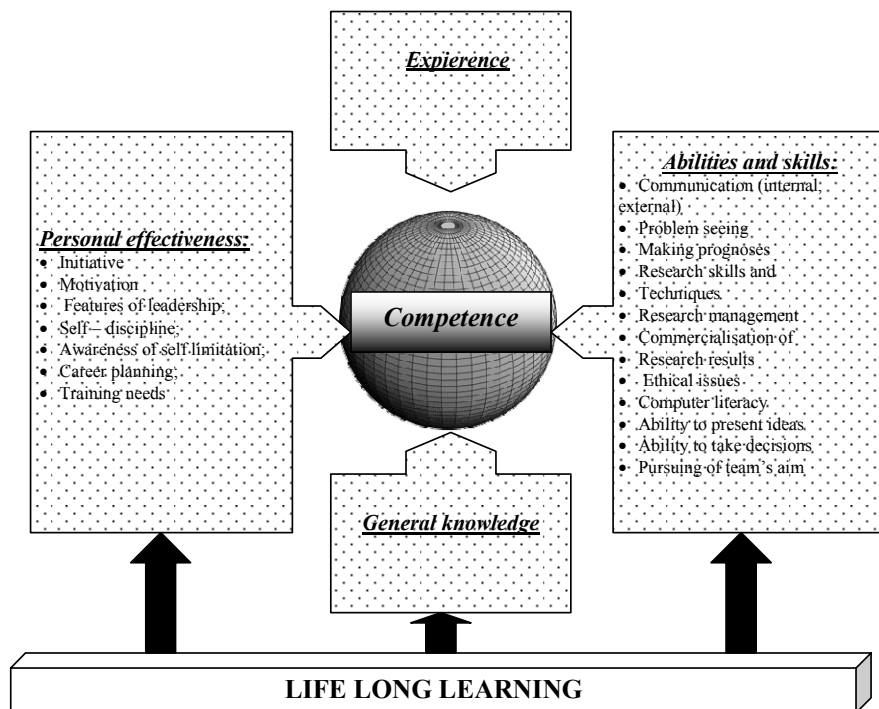 Expierence
Personal effectiveness:
• Initiative
• Motivation
• Features of leadership;
• Self – discipline;
• Awareness of self limitation;
• Career planning;
• Training needs
Competence
Abilities and skills:
• Communication (internal;
external)
• Problem seeing
• Making prognoses
• Research skills and
• Techniques
• Research management
• Commercialisation of
• Research results
• Ethical issues
• Computer literacy
• Ability to present ideas
• Ability to take decisions
• Pursuing of team's aim
General knowledge
LIFE LONG LEARNING